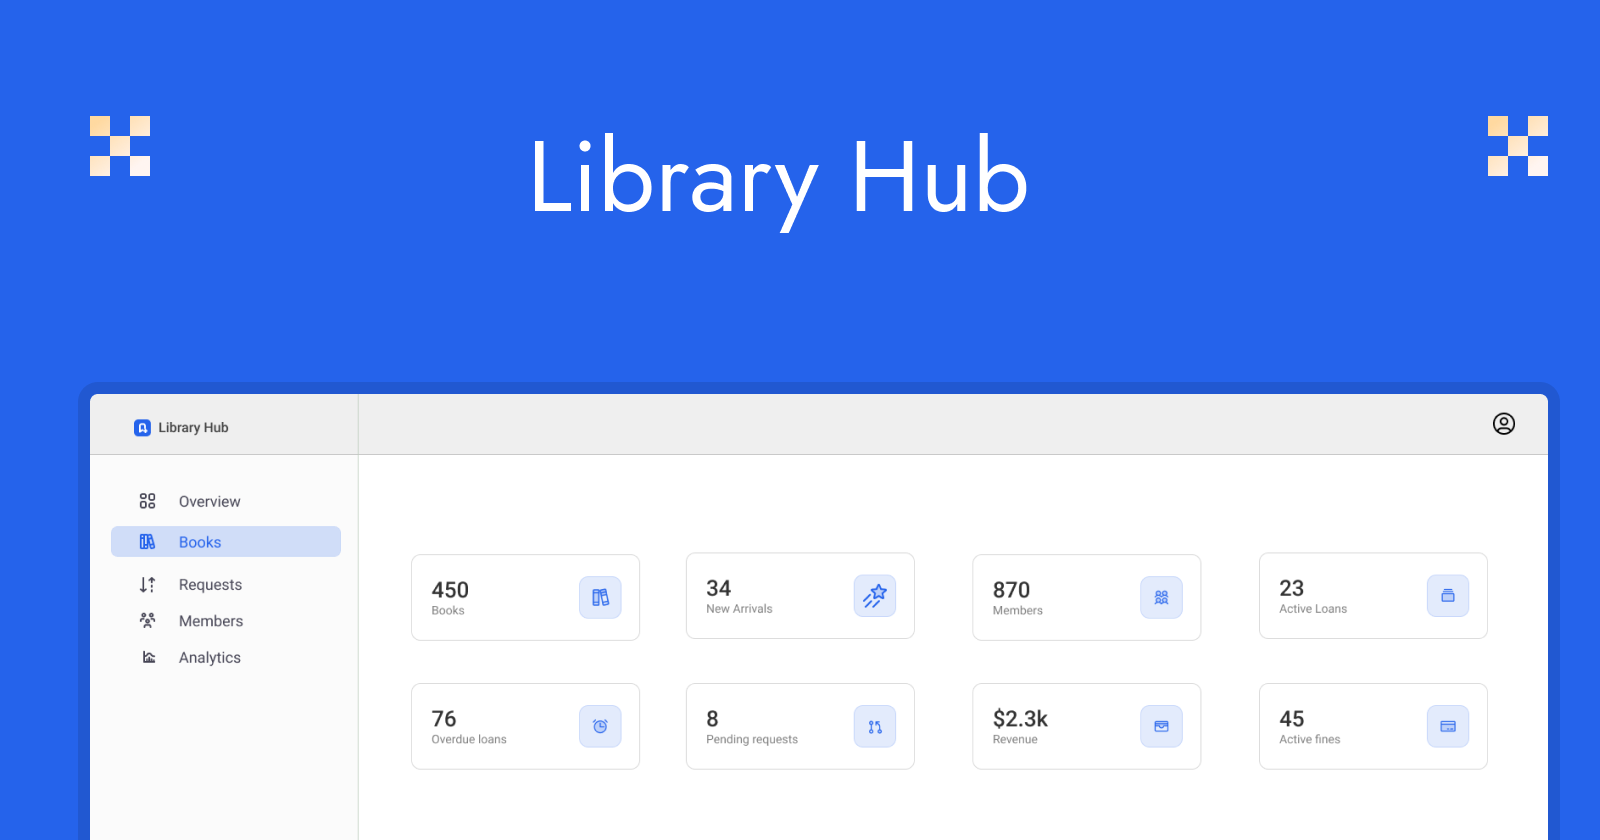 Library Hub
Library Hub
Overview
Books
Requests
Members
Analytics
450
Books
34
New Arrivals
870
Members
23
Active Loans
76
Overdue loans
8
Pending requests
$2.3k
Revenue
45
Active fines